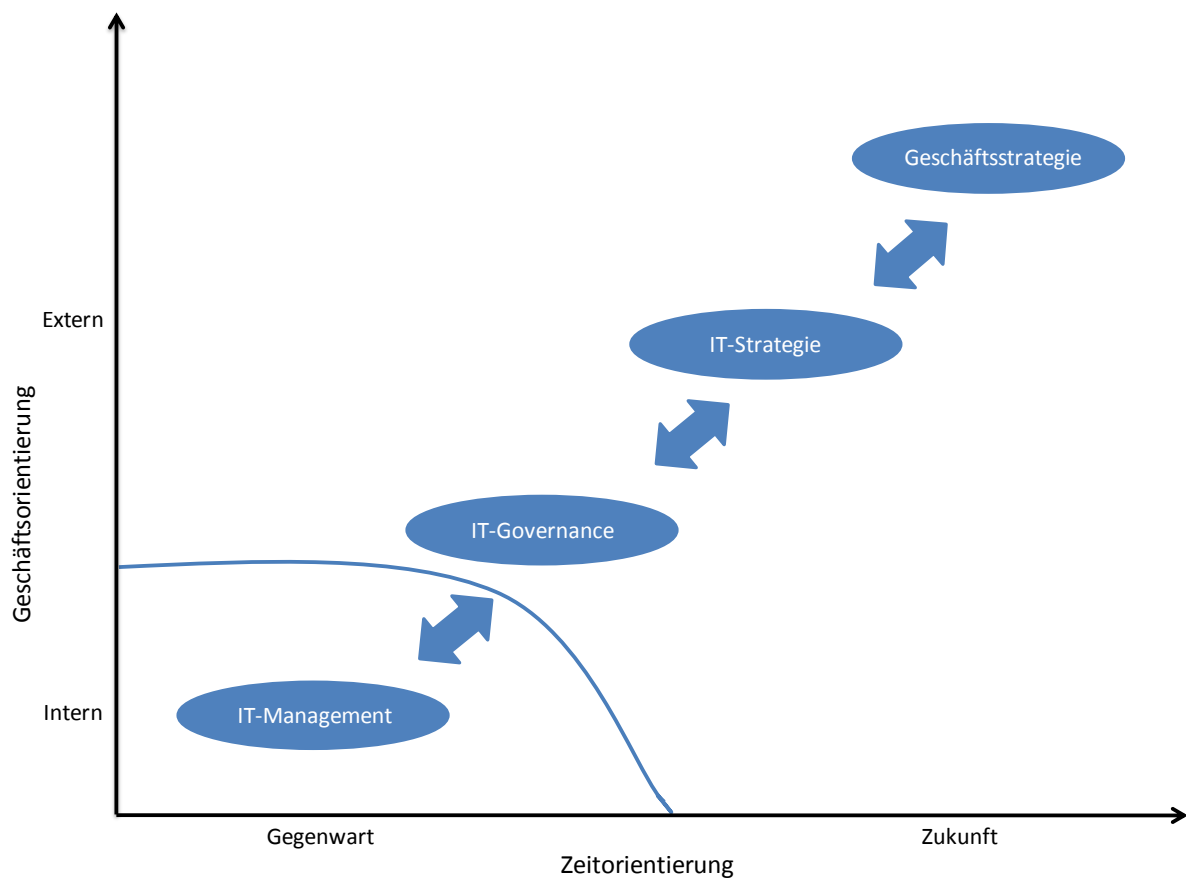 Geschäftsstrategie
Extern
IT-Strategie
Geschäftsorientierung
IT-Governance
Intern
IT-Management
Gegenwart
Zukunft
Zeitorientierung